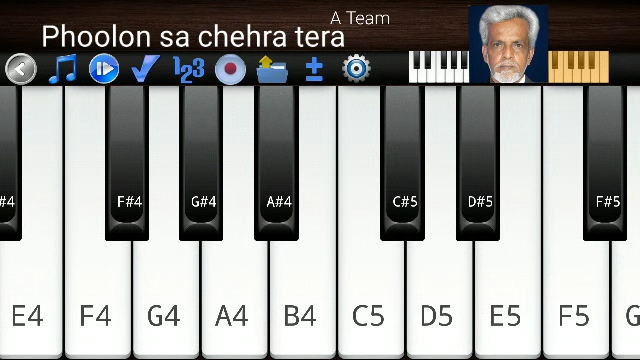 A Team
Phoolon sa chehra tera
123
#4 F#4 G#4 A#4 C#5 D#5 F#5
E4 F4 G4 A4 B4 C5 D5 E5 F5 G